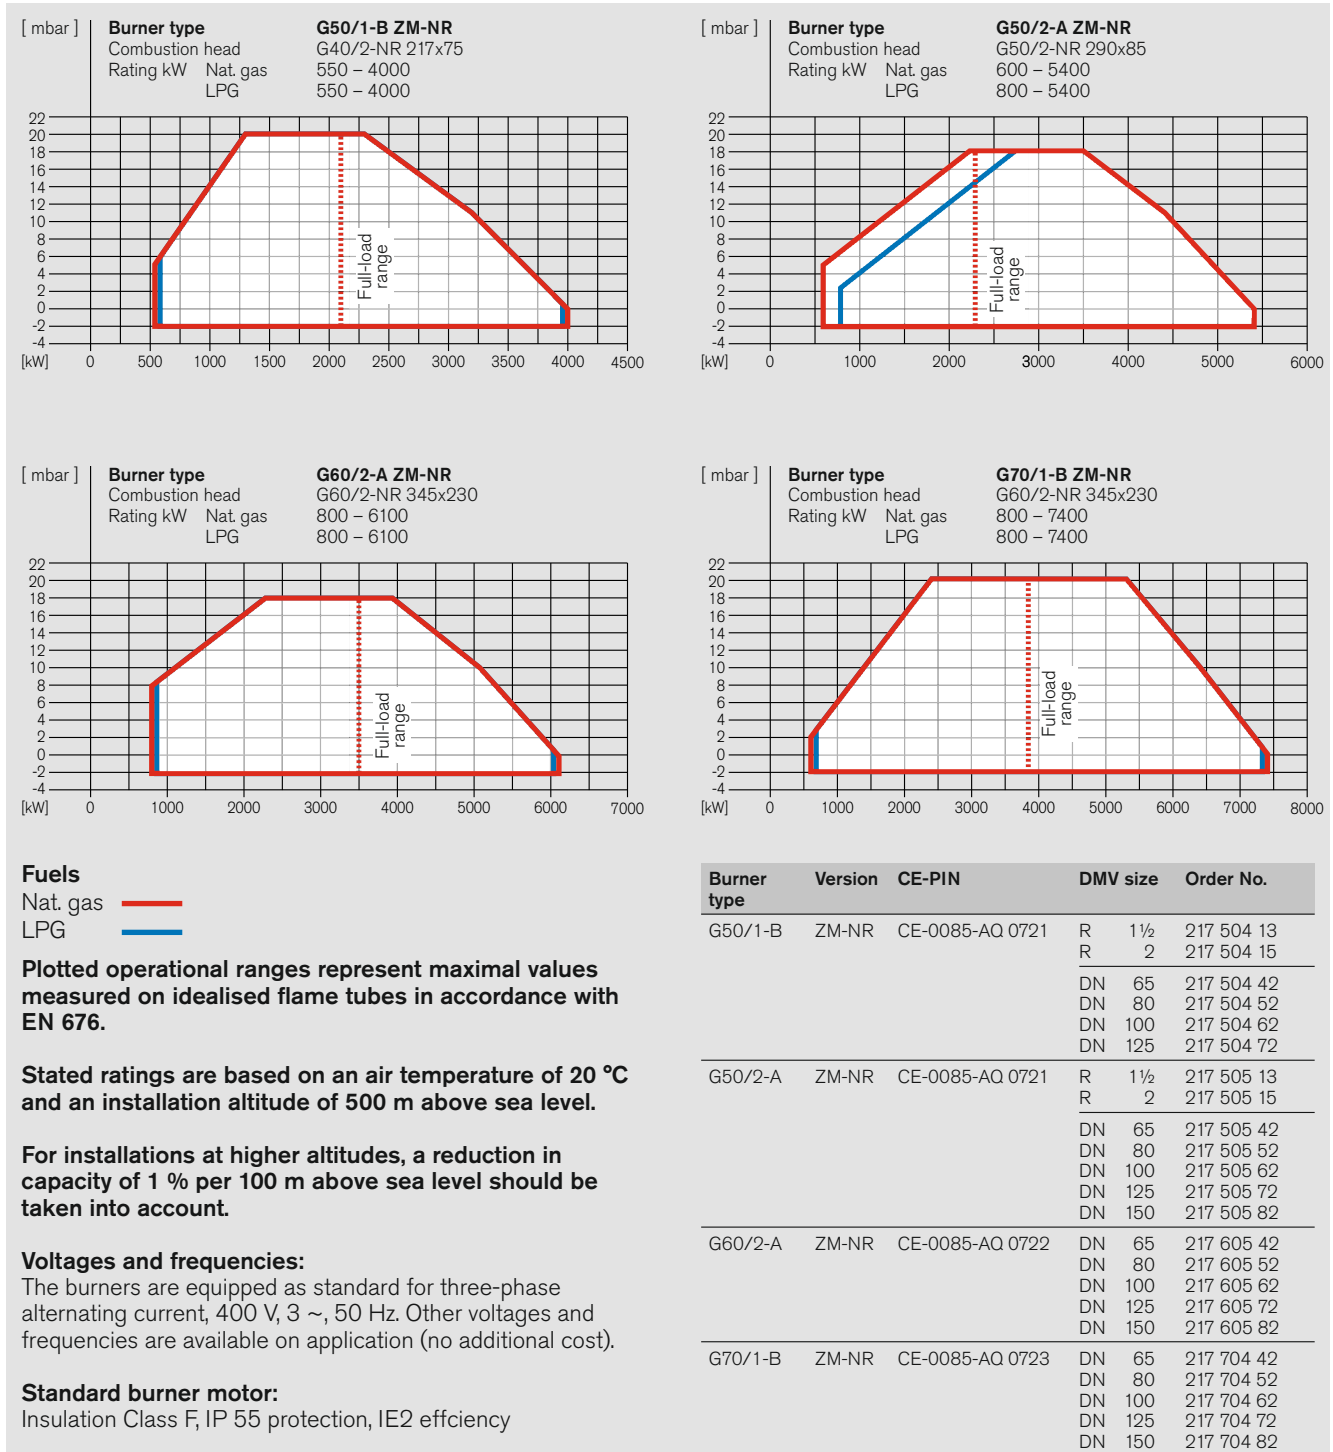 [ mbar ]
Burner type G50/1-B ZM-NR
Combustion head G40/2-NR 217x75
Rating kW Nat. gas 550 – 4000
LPG 550 – 4000
22
20
18
16
14
12
10
8
6
4
2
0
-2
-4
Full-load
range
[kW] 0 500 1000 1500 2000 2500 3000 3500 4000 4500
[ mbar ]
Burner type G50/2-A ZM-NR
Combustion head G50/2-NR 290x85
Rating kW Nat. gas 600 – 5400
LPG 800 – 5400
22
20
18
16
14
12
10
8
6
4
2
0
-2
-4
Full-load
range
[kW] 0 1000 2000 3000 4000 5000 6000
[ mbar ]
Burner type G60/2-A ZM-NR
Combustion head G60/2-NR 345x230
Rating kW Nat. gas 800 – 6100
LPG 800 – 6100
22
20
18
16
14
12
10
8
6
4
2
0
-2
-4
Full-load
range
[kW] 0 1000 2000 3000 4000 5000 6000 7000
[ mbar ]
Burner type G70/1-B ZM-NR
Combustion head G60/2-NR 345x230
Rating kW Nat. gas 800 – 7400
LPG 800 – 7400
22
20
18
16
14
12
10
8
6
4
2
0
-2
-4
Full-load
range
[kW] 0 1000 2000 3000 4000 5000 6000 7000 8000
Fuels
Nat. gas
LPG
Plotted operational ranges represent maximal values
measured on idealised flame tubes in accordance with
EN 676.
Stated ratings are based on an air temperature of 20 °C
and an installation altitude of 500 m above sea level.
For installations at higher altitudes, a reduction in
capacity of 1 % per 100 m above sea level should be
taken into account.
Voltages and frequencies:
The burners are equipped as standard for three-phase
alternating current, 400 V, 3 ~, 50 Hz. Other voltages and
frequencies are available on application (no additional cost).
Standard burner motor:
Insulation Class F, IP 55 protection, IE2 effciency
Burner Version CE-PIN DMV size Order No.
type
G50/1-B ZM-NR CE-0085-AQ 0721 R 1½ 217 504 13
R 2 217 504 15
DN 65 217 504 42
DN 80 217 504 52
DN 100 217 504 62
DN 125 217 504 72
G50/2-A ZM-NR CE-0085-AQ 0721 R 1½ 217 505 13
R 2 217 505 15
DN 65 217 505 42
DN 80 217 505 52
DN 100 217 505 62
DN 125 217 505 72
DN 150 217 505 82
G60/2-A ZM-NR CE-0085-AQ 0722 DN 65 217 605 42
DN 80 217 605 52
DN 100 217 605 62
DN 125 217 605 72
DN 150 217 605 82
G70/1-B ZM-NR CE-0085-AQ 0723 DN 65 217 704 42
DN 80 217 704 52
DN 100 217 704 62
DN 125 217 704 72
DN 150 217 704 82